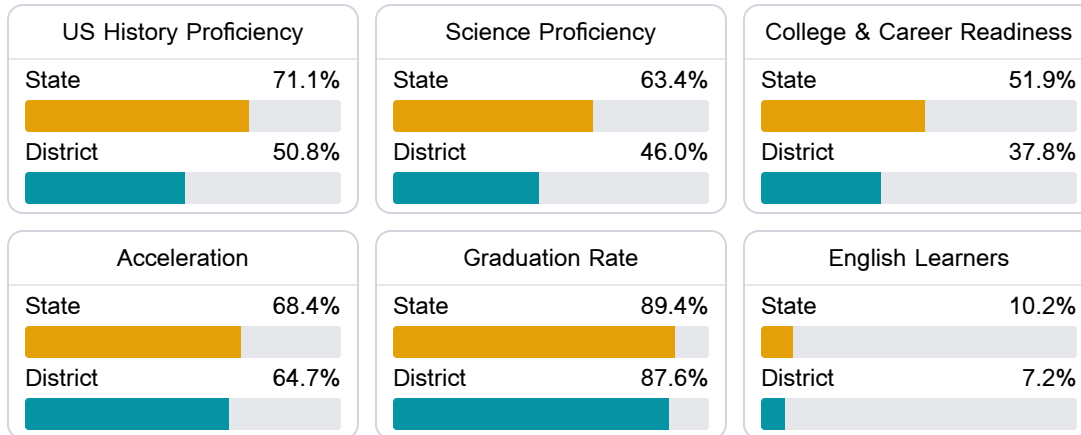 US History Proficiency
State 71.1%
District 50.8%
Science Proficiency
State 63.4%
District 46.0%
College & Career Readiness
State 51.9%
District 37.8%
Acceleration
State 68.4%
District 64.7%
Graduation Rate
State 89.4%
District 87.6%
English Learners
State 10.2%
District 7.2%